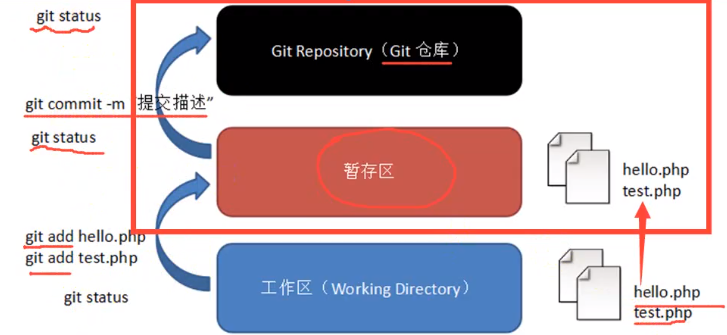 git status
Git Repository（Git 仓库）
git commit -m "提交描述”
git status
暂存区
hello.php
test.php
git add hello.php
git add test.php
git status
工作区（Working Directory）
hello.php
test.php